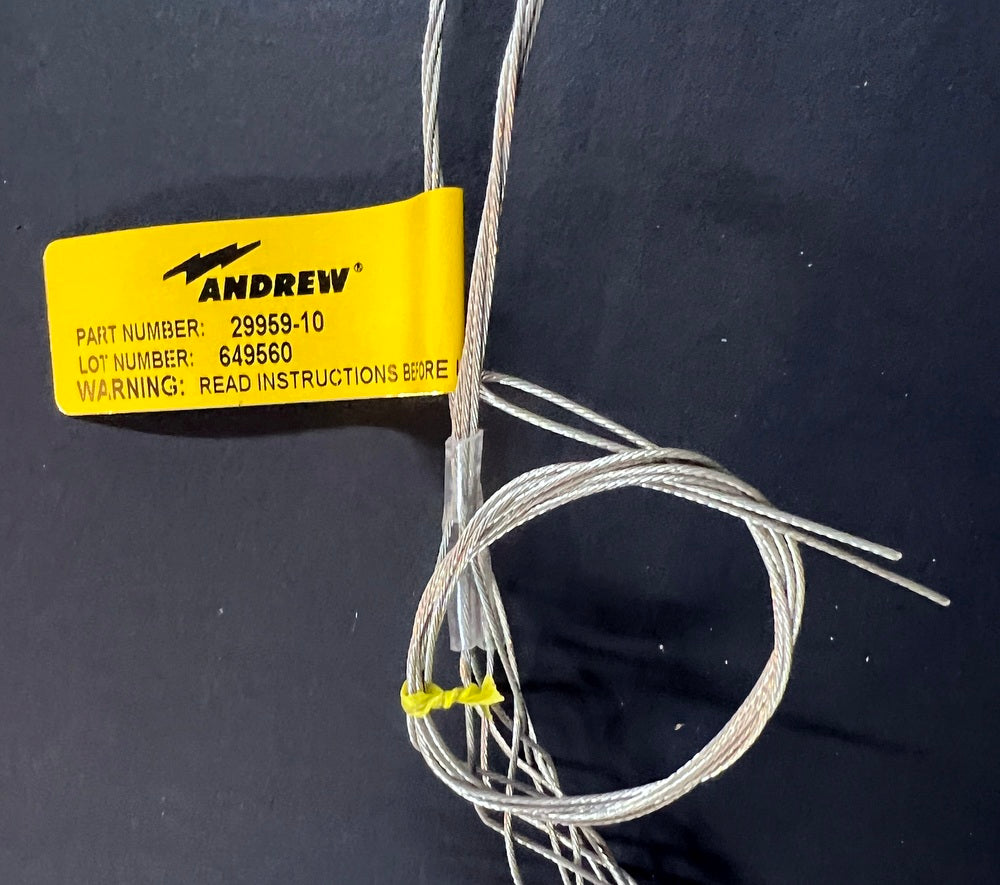 ANDREW®
PART NUMBER: 29959-10
LOT NUMBER: 649560
WARNING: READ INSTRUCTIONS BEFORE